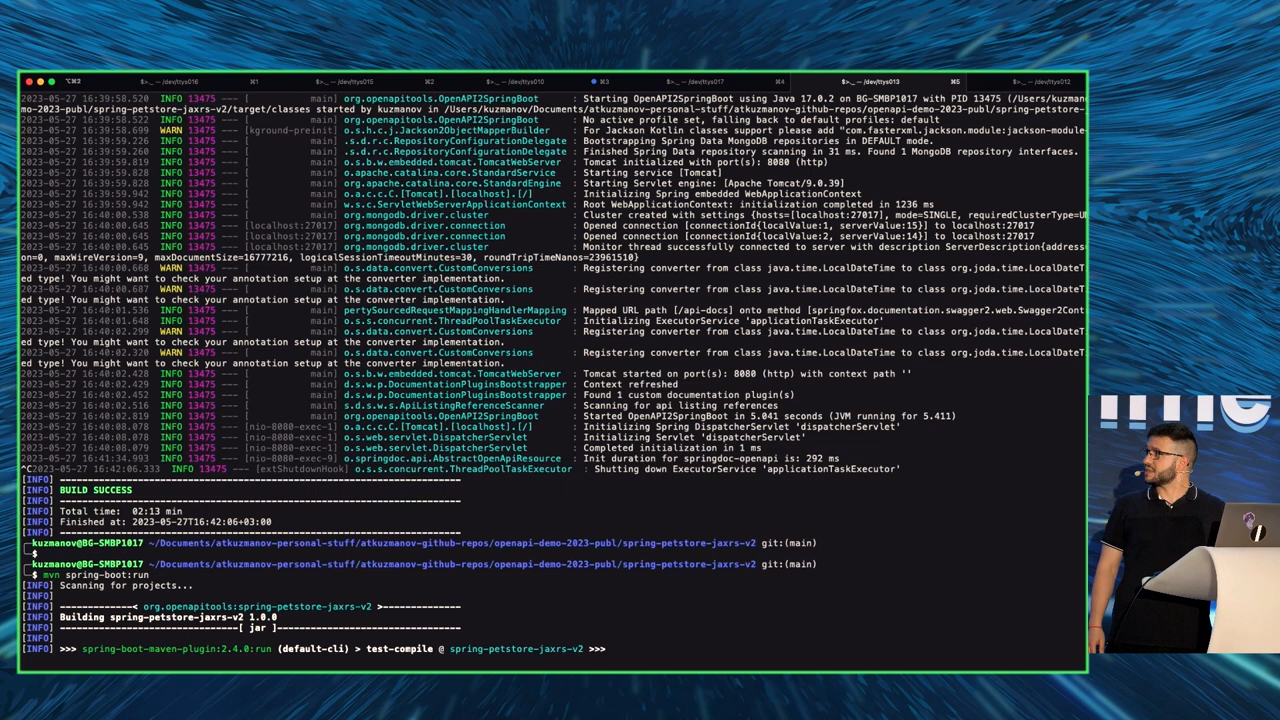 ⌥⌘2 $>_ — /dev/ttys016 ⌘1 $>_ — /dev/ttys015 ⌘2 $>_ — /dev/ttys010 ⌘3 $>_ — /dev/ttys017 ⌘4 $>_ — /dev/ttys013 ⌘5 $>_ — /dev/ttys012
2023-05-27 16:39:58.520 INFO 13475 --- [ main] org.openapitools.OpenAPI2SpringBoot : Starting OpenAPI2SpringBoot using Java 17.0.2 on BG-SMBP1017 with PID 13475 (/Users/kuzman
mo-2023-publ/spring-petstore-jaxrs-v2/target/classes started by kuzmanov in /Users/kuzmanov/Documents/atkuzmanov-personal-stuff/atkuzmanov-github-repos/openapi-demo-2023-publ/spring-petstore-
2023-05-27 16:39:58.522 INFO 13475 --- [ main] org.openapitools.OpenAPI2SpringBoot : No active profile set, falling back to default profiles: default
2023-05-27 16:39:58.699 WARN 13475 --- [kground-preinit] o.s.h.c.j.Jackson2ObjectMapperBuilder : For Jackson Kotlin classes support please add "com.fasterxml.jackson.module:jackson-module-
2023-05-27 16:39:59.226 INFO 13475 --- [ main] .s.d.r.c.RepositoryConfigurationDelegate : Bootstrapping Spring Data MongoDB repositories in DEFAULT mode.
2023-05-27 16:39:59.260 INFO 13475 --- [ main] .s.d.r.c.RepositoryConfigurationDelegate : Finished Spring Data repository scanning in 31 ms. Found 1 MongoDB repository interfaces.
2023-05-27 16:39:59.819 INFO 13475 --- [ main] o.s.b.w.embedded.tomcat.TomcatWebServer : Tomcat initialized with port(s): 8080 (http)
2023-05-27 16:39:59.828 INFO 13475 --- [ main] o.apache.catalina.core.StandardService : Starting service [Tomcat]
2023-05-27 16:39:59.828 INFO 13475 --- [ main] org.apache.catalina.core.StandardEngine : Starting Servlet engine: [Apache Tomcat/9.0.39]
2023-05-27 16:39:59.942 INFO 13475 --- [ main] o.a.c.c.C.[Tomcat].[localhost].[/] : Initializing Spring embedded WebApplicationContext
2023-05-27 16:39:59.942 INFO 13475 --- [ main] w.s.c.ServletWebServerApplicationContext : Root WebApplicationContext: initialization completed in 1236 ms
2023-05-27 16:40:00.538 INFO 13475 --- [ main] org.mongodb.driver.cluster : Cluster created with settings {hosts=[localhost:27017], mode=SINGLE, requiredClusterType=U
2023-05-27 16:40:00.645 INFO 13475 --- [localhost:27017] org.mongodb.driver.connection : Opened connection [connectionId{localValue:1, serverValue:15}] to localhost:27017
2023-05-27 16:40:00.645 INFO 13475 --- [localhost:27017] org.mongodb.driver.connection : Opened connection [connectionId{localValue:2, serverValue:14}] to localhost:27017
2023-05-27 16:40:00.645 INFO 13475 --- [localhost:27017] org.mongodb.driver.cluster : Monitor thread successfully connected to server with description ServerDescription{address
on=0, maxWireVersion=9, maxDocumentSize=16777216, logicalSessionTimeoutMinutes=30, roundTripTimeNanos=23961510}
2023-05-27 16:40:00.668 WARN 13475 --- [ main] o.s.data.convert.CustomConversions : Registering converter from class java.time.LocalDateTime to class org.joda.time.LocalDateT
ed type! You might want to check your annotation setup at the converter implementation.
2023-05-27 16:40:00.687 WARN 13475 --- [ main] o.s.data.convert.CustomConversions : Registering converter from class java.time.LocalDateTime to class org.joda.time.LocalDateT
ed type! You might want to check your annotation setup at the converter implementation.
2023-05-27 16:40:01.536 INFO 13475 --- [ main] pertySourcedRequestMappingHandlerMapping : Mapped URL path [/api-docs] onto method [springfox.documentation.swagger2.web.Swagger2Cont
2023-05-27 16:40:01.648 INFO 13475 --- [ main] o.s.s.concurrent.ThreadPoolTaskExecutor : Initializing ExecutorService 'applicationTaskExecutor'
2023-05-27 16:40:02.299 WARN 13475 --- [ main] o.s.data.convert.CustomConversions : Registering converter from class java.time.LocalDateTime to class org.joda.time.LocalDateT
ed type! You might want to check your annotation setup at the converter implementation.
2023-05-27 16:40:02.320 WARN 13475 --- [ main] o.s.data.convert.CustomConversions : Registering converter from class java.time.LocalDateTime to class org.joda.time.LocalDateT
ed type! You might want to check your annotation setup at the converter implementation.
2023-05-27 16:40:02.428 INFO 13475 --- [ main] o.s.b.w.embedded.tomcat.TomcatWebServer : Tomcat started on port(s): 8080 (http) with context path ''
2023-05-27 16:40:02.429 INFO 13475 --- [ main] d.s.w.p.DocumentationPluginsBootstrapper : Context refreshed
2023-05-27 16:40:02.452 INFO 13475 --- [ main] d.s.w.p.DocumentationPluginsBootstrapper : Found 1 custom documentation plugin(s)
2023-05-27 16:40:02.516 INFO 13475 --- [ main] s.d.s.w.s.ApiListingReferenceScanner : Scanning for api listing references
2023-05-27 16:40:02.819 INFO 13475 --- [ main] org.openapitools.OpenAPI2SpringBoot : Started OpenAPI2SpringBoot in 5.041 seconds (JVM running for 5.411)
2023-05-27 16:40:08.078 INFO 13475 --- [nio-8080-exec-1] o.a.c.c.C.[Tomcat].[localhost].[/] : Initializing Spring DispatcherServlet 'dispatcherServlet'
2023-05-27 16:40:08.078 INFO 13475 --- [nio-8080-exec-1] o.s.web.servlet.DispatcherServlet : Initializing Servlet 'dispatcherServlet'
2023-05-27 16:40:08.079 INFO 13475 --- [nio-8080-exec-1] o.s.web.servlet.DispatcherServlet : Completed initialization in 1 ms
2023-05-27 16:41:34.993 INFO 13475 --- [nio-8080-exec-9] o.springdoc.api.AbstractOpenApiResource : Init duration for springdoc-openapi is: 292 ms
^C2023-05-27 16:42:06.333 INFO 13475 --- [extShutdownHook] o.s.s.concurrent.ThreadPoolTaskExecutor : Shutting down ExecutorService 'applicationTaskExecutor'
[INFO] ------------------------------------------------------------------------
[INFO] BUILD SUCCESS
[INFO] ------------------------------------------------------------------------
[INFO] Total time: 02:13 min
[INFO] Finished at: 2023-05-27T16:42:06+03:00
[INFO] ------------------------------------------------------------------------
kuzmanov@BG-SMBP1017 ~/Documents/atkuzmanov-personal-stuff/atkuzmanov-github-repos/openapi-demo-2023-publ/spring-petstore-jaxrs-v2 git:(main)
$
kuzmanov@BG-SMBP1017 ~/Documents/atkuzmanov-personal-stuff/atkuzmanov-github-repos/openapi-demo-2023-publ/spring-petstore-jaxrs-v2 git:(main)
$ mvn spring-boot:run
[INFO] Scanning for projects...
[INFO]
[INFO] -------------< org.openapitools:spring-petstore-jaxrs-v2 >--------------
[INFO] Building spring-petstore-jaxrs-v2 1.0.0
[INFO] --------------------------------[ jar ]---------------------------------
[INFO]
[INFO] >>> spring-boot-maven-plugin:2.4.0:run (default-cli) > test-compile @ spring-petstore-jaxrs-v2 >>>